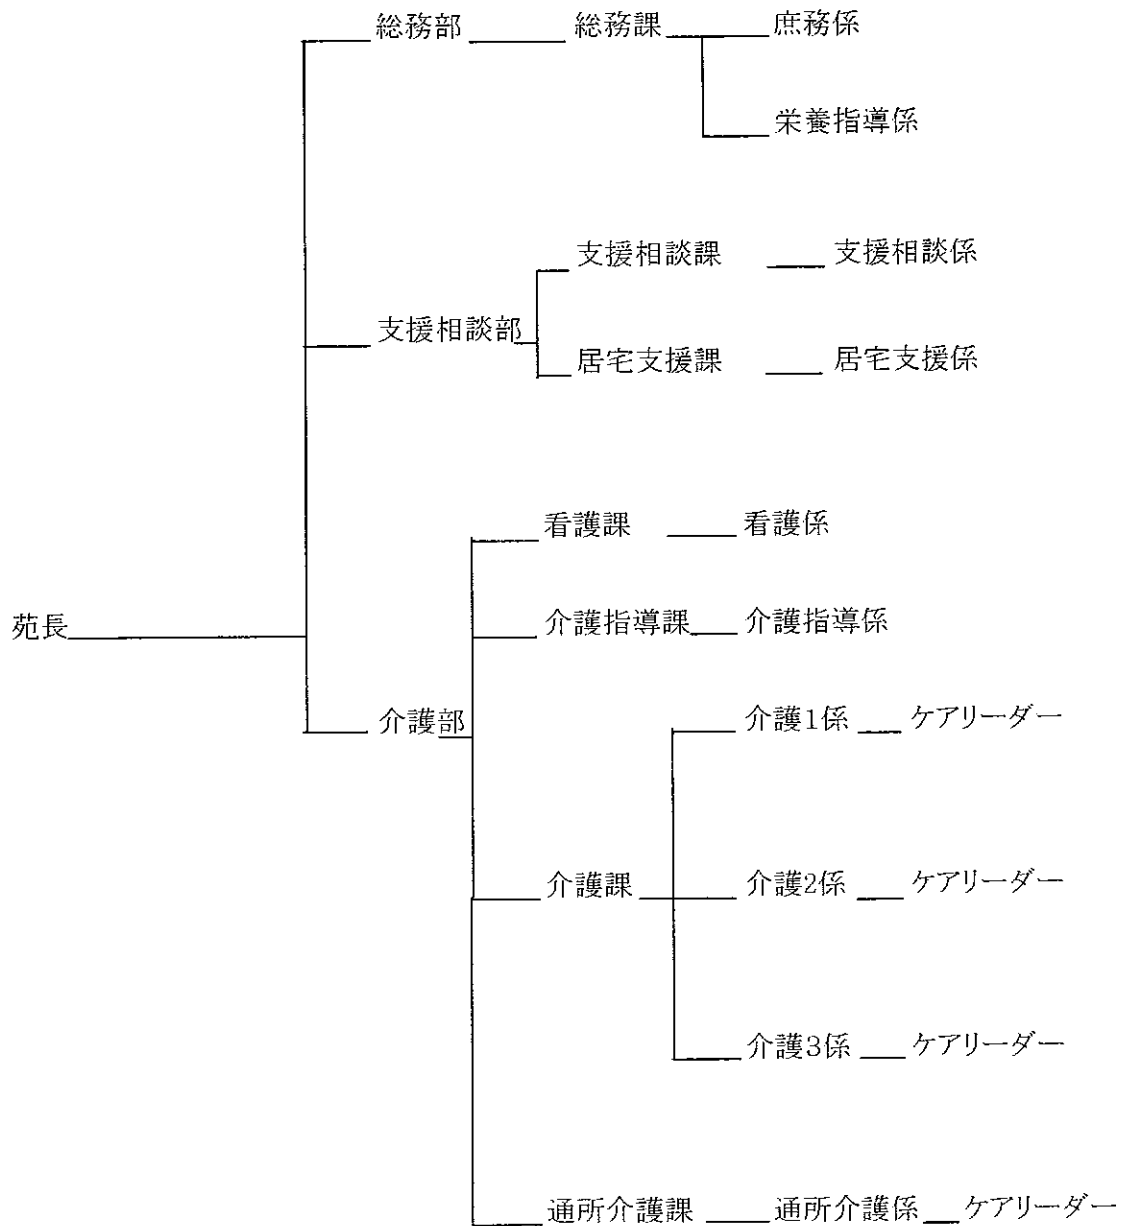 総務部 総務課 庶務係
栄養指導係
支援相談課 支援相談係
支援相談部
居宅支援課 居宅支援係
看護課 看護係
苑長 介護指導課 介護指導係
介護部 介護1係 ケアリーダー
介護課 介護2係 ケアリーダー
介護3係 ケアリーダー
通所介護課 通所介護係 ケアリーダー